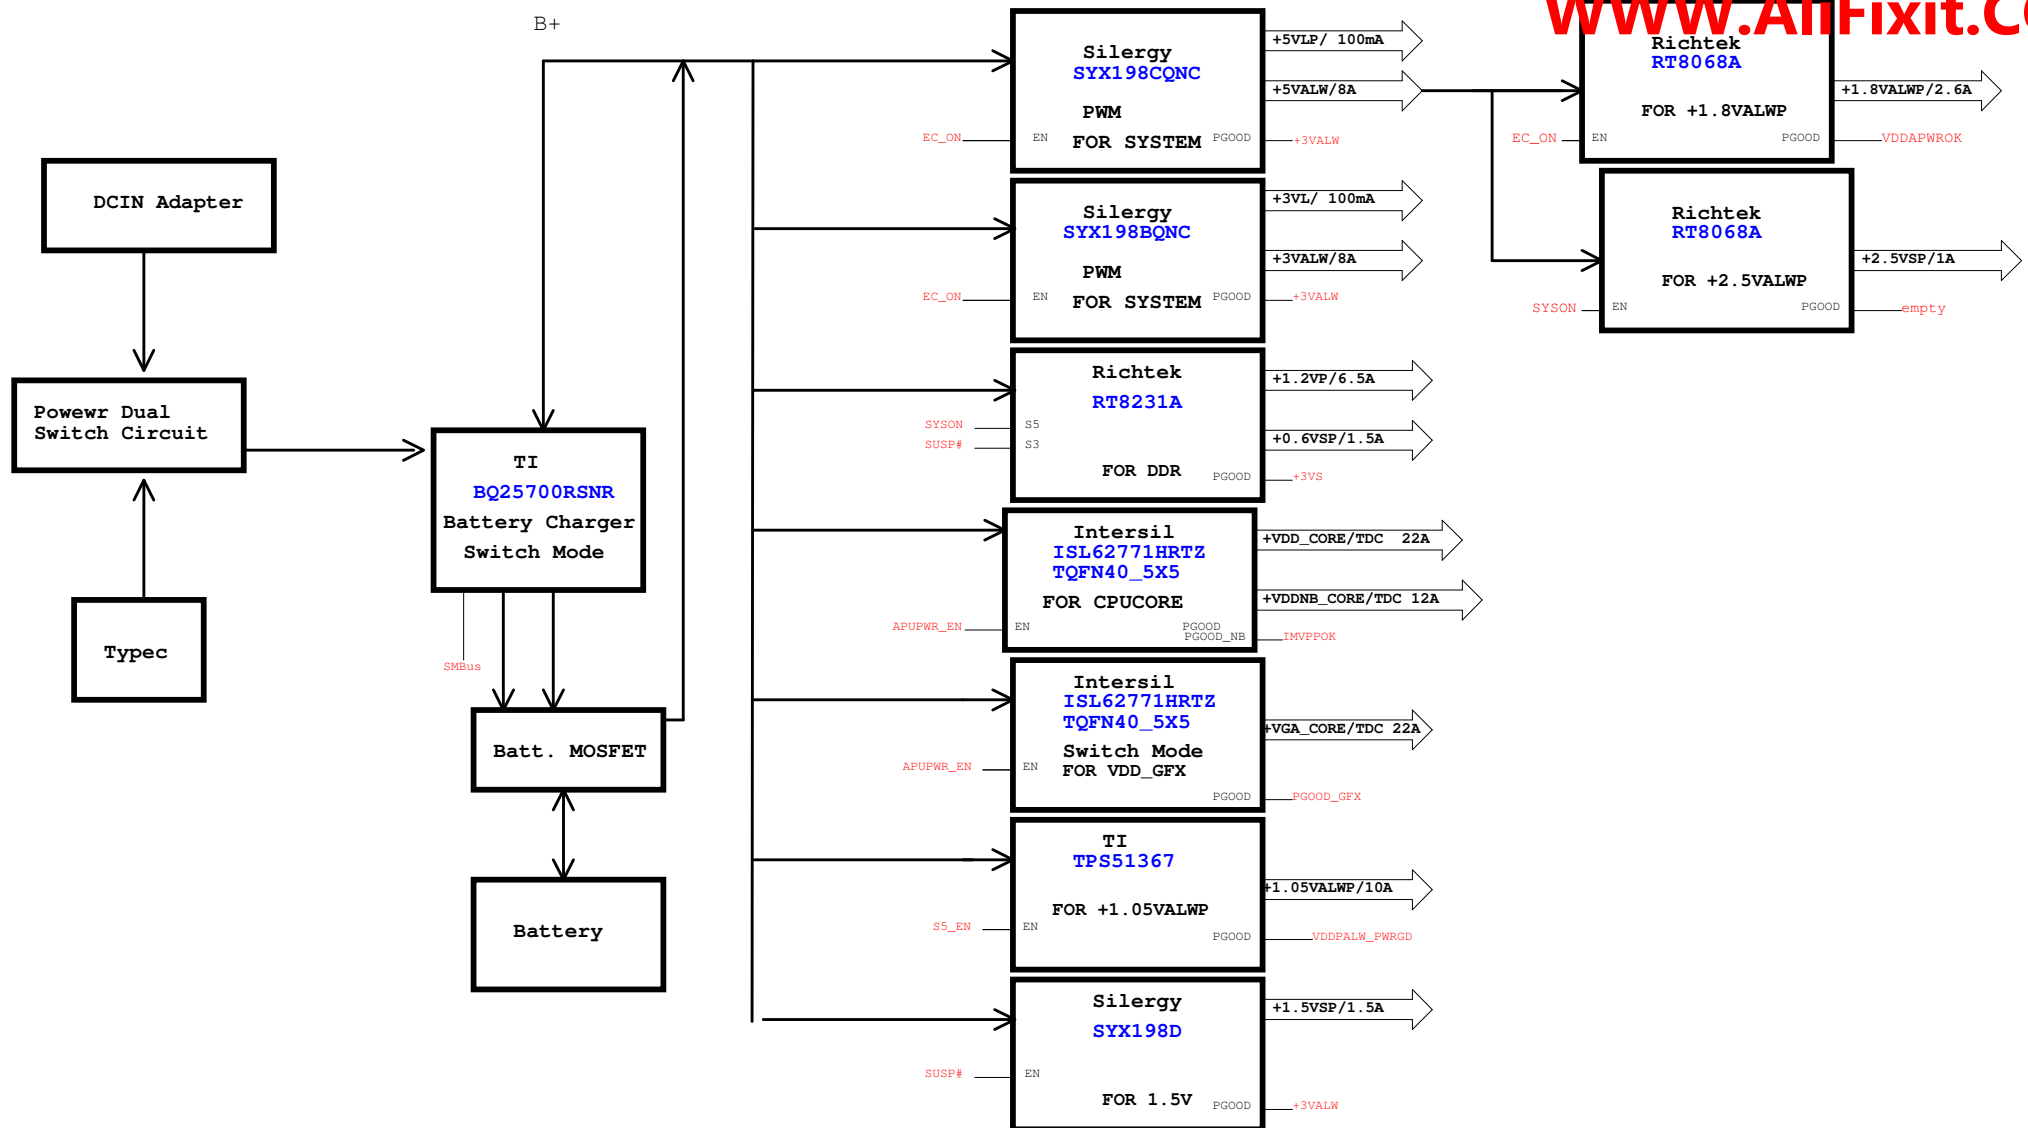 B+
WWW.AllFixit.C
DCIN Adapter
Powewr Dual
Switch Circuit
Typec
TI
BQ25700RSNR
Battery Charger
Switch Mode
SMBus
Batt. MOSFET
Battery
Silergy
SYX198CQNC
PWM
FOR SYSTEM
EC_ON
EN
PGOOD
+3VALW
+5VLP/ 100mA
+5VALW/8A
Silergy
SYX198BQNC
PWM
FOR SYSTEM
EC_ON
EN
PGOOD
+3VALW
+3VL/ 100mA
+3VALW/8A
Richtek
RT8231A
SYSON
S5
SUSP#
S3
FOR DDR
PGOOD
+3VS
+1.2VP/6.5A
+0.6VSP/1.5A
Intersil
ISL62771HRTZ
TQFN40_5X5
FOR CPUCORE
APUPWR_EN
EN
PGOOD
PGOOD_NB
IMVPPOK
+VDD_CORE/TDC  22A
+VDDNB_CORE/TDC 12A
Intersil
ISL62771HRTZ
TQFN40_5X5
Switch Mode
FOR VDD_GFX
APUPWR_EN
EN
PGOOD
PGOOD_GFX
+VGA_CORE/TDC 22A
TI
TPS51367
FOR +1.05VALWP
S5_EN
EN
PGOOD
VDDPALW_PWRGD
+1.05VALWP/10A
Silergy
SYX198D
SUSP#
EN
FOR 1.5V
PGOOD
+3VALW
+1.5VSP/1.5A
Richtek
RT8068A
FOR +1.8VALWP
EC_ON
EN
PGOOD
VDDAPWROK
+1.8VALWP/2.6A
Richtek
RT8068A
FOR +2.5VALWP
SYSON
EN
PGOOD
empty
+2.5VSP/1A